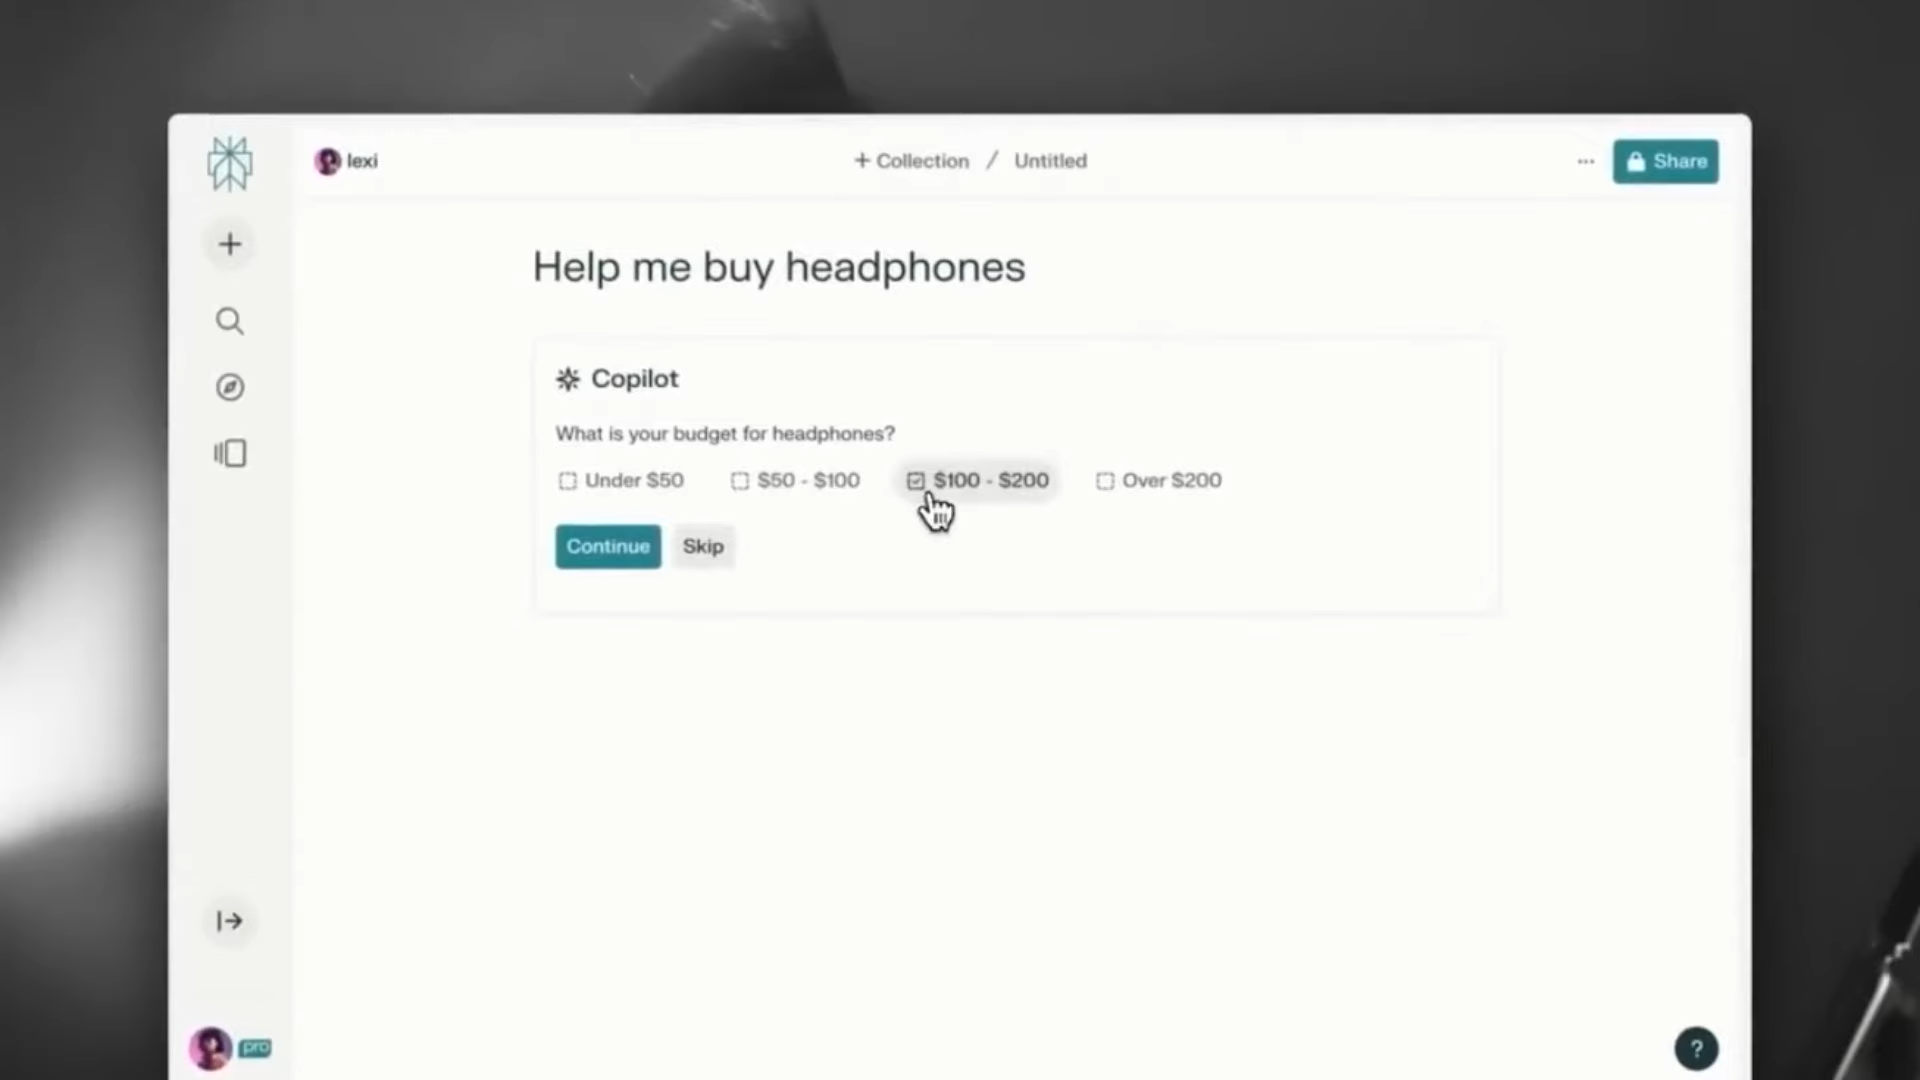 lexi
+ Collection / Untitled
··· Share
Help me buy headphones
Copilot
What is your budget for headphones?
Under $50 $50 - $100 $100 - $200 Over $200
Continue Skip
pro
?